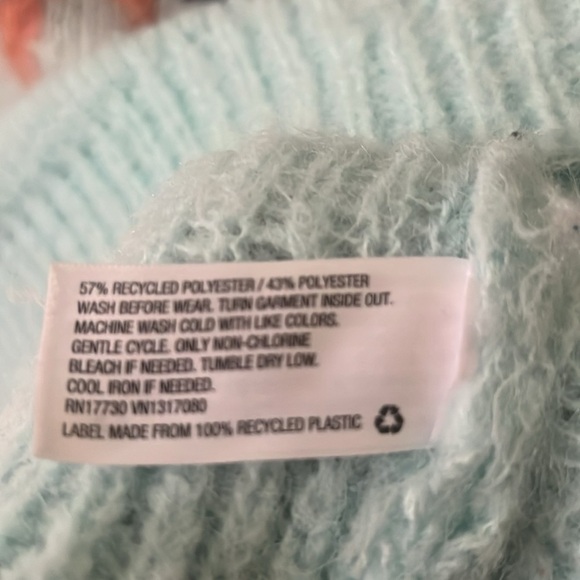 57% RECYCLED POLYESTER / 43% POLYESTER
WASH BEFORE WEAR. TURN GARMENT INSIDE OUT.
MACHINE WASH COLD WITH LIKE COLORS.
GENTLE CYCLE. ONLY NON-CHLORINE
BLEACH IF NEEDED. TUMBLE DRY LOW.
COOL IRON IF NEEDED.
RN17730 VN1317080
LABEL MADE FROM 100% RECYCLED PLASTIC